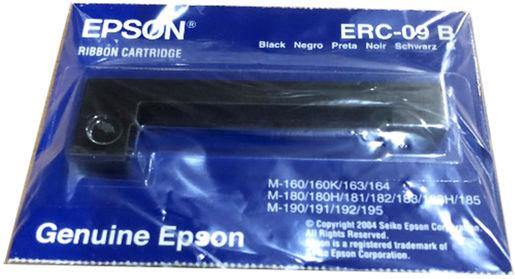 EPSON®
RIBBON CARTRIDGE
ERC-09 B
Black Negro Preta Noir Schwarz
M-160/160K/163/164
M-180/180H/181/182/183/183H/185
M-190/191/192/195
© Copyright 2004 Seiko Epson Corporation.
All Rights Reserved.
Epson is a registered trademark of
Seiko Epson Corporation.
Genuine Epson